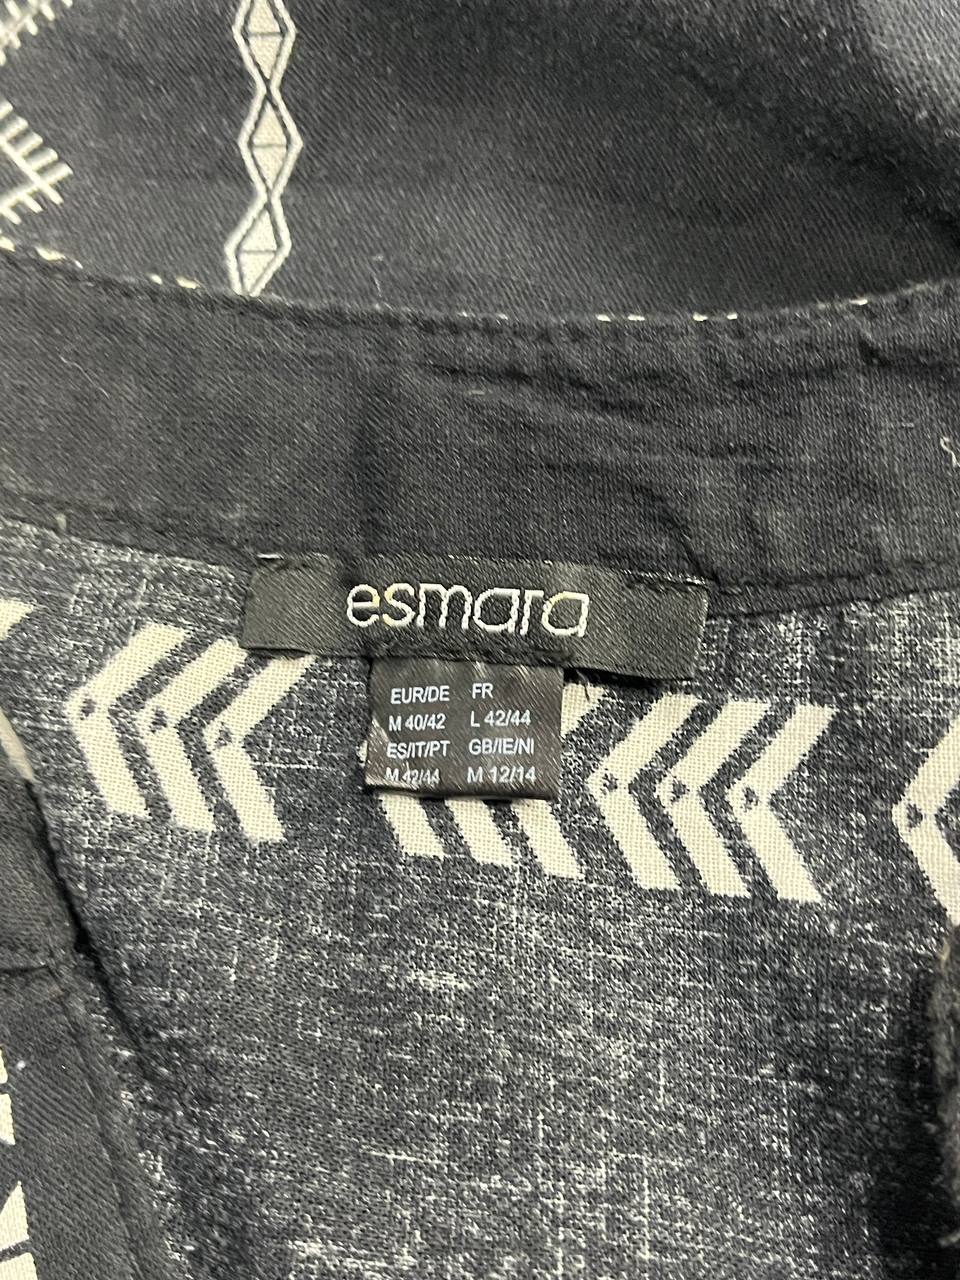 esmara
EUR/DE FR
M 40/42 L 42/44
ES/IT/PT GB/IE/NI
M 42/44 M 12/14